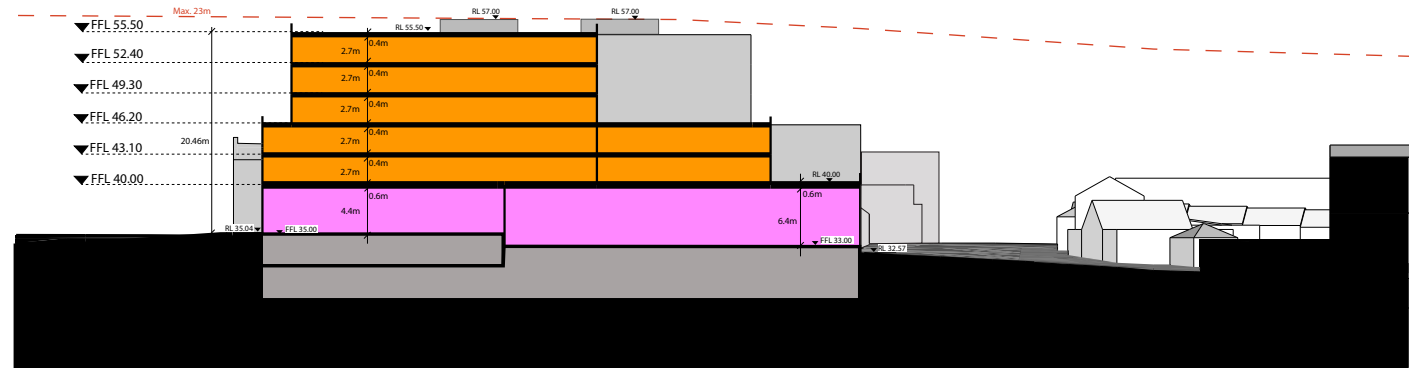 Max. 23m
RL 57.00
RL 57.00
FFL 55.50
RL 55.50
0.4m
2.7m
FFL 52.40
0.4m
2.7m
FFL 49.30
0.4m
2.7m
FFL 46.20
0.4m
20.46m
2.7m
FFL 43.10
0.4m
2.7m
FFL 40.00
RL 40.00
0.6m
0.6m
4.4m
6.4m
RL 35.04
FFL 35.00
FFL 33.00
RL 32.57